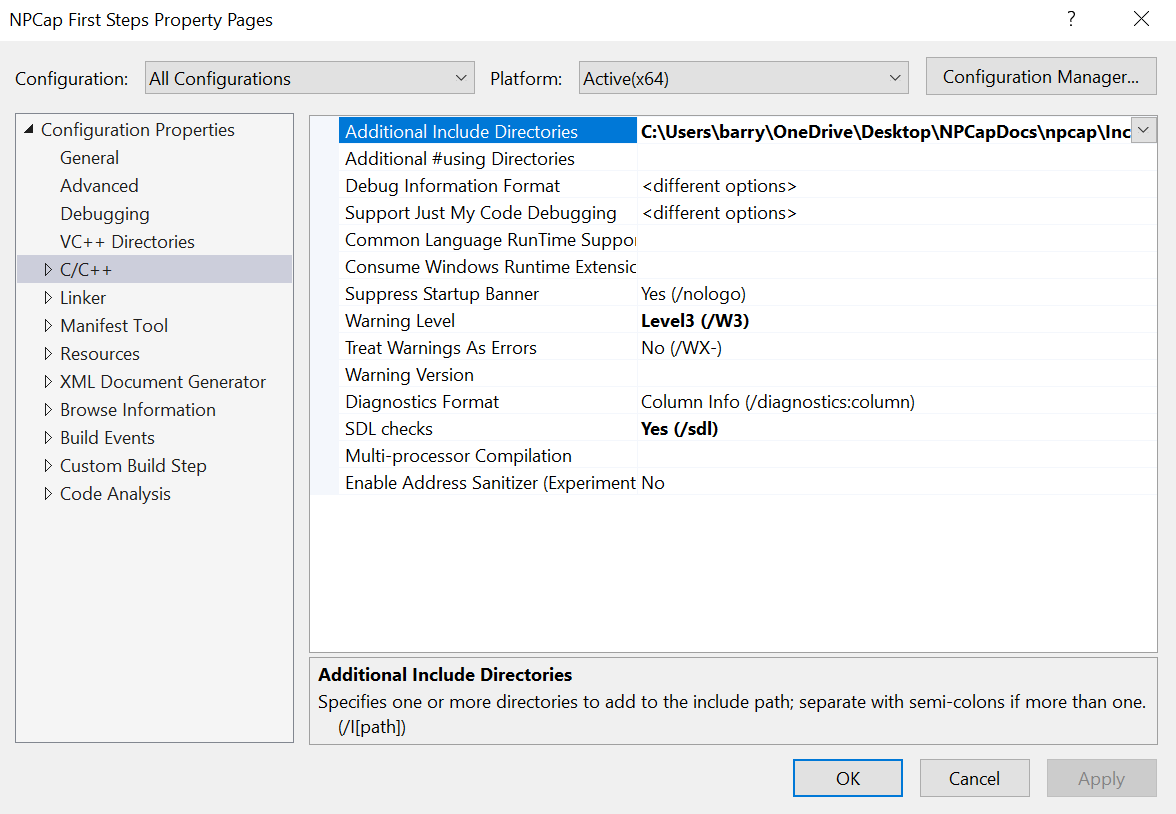 NPCap First Steps Property Pages
?
Configuration: All Configurations Platform: Active(x64) Configuration Manager...
Configuration Properties
General
Advanced
Debugging
VC++ Directories
C/C++
Linker
Manifest Tool
Resources
XML Document Generator
Browse Information
Build Events
Custom Build Step
Code Analysis
Additional Include Directories C:\Users\barry\OneDrive\Desktop\NPCapDocs\npcap\Inc
Additional #using Directories
Debug Information Format <different options>
Support Just My Code Debugging <different options>
Common Language RunTime Suppor
Consume Windows Runtime Extensic
Suppress Startup Banner Yes (/nologo)
Warning Level Level3 (/W3)
Treat Warnings As Errors No (/WX-)
Warning Version
Diagnostics Format Column Info (/diagnostics:column)
SDL checks Yes (/sdl)
Multi-processor Compilation
Enable Address Sanitizer (Experiment No
Additional Include Directories
Specifies one or more directories to add to the include path; separate with semi-colons if more than one.
(/I[path])
OK Cancel Apply